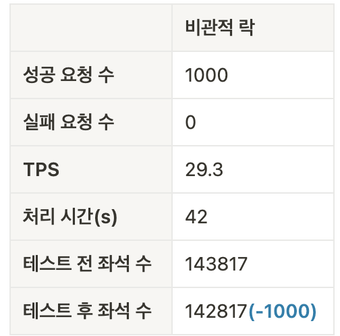 비관적 락
성공 요청 수 1000
실패 요청 수 0
TPS 29.3
처리 시간(s) 42
테스트 전 좌석 수 143817
테스트 후 좌석 수 142817(-1000)